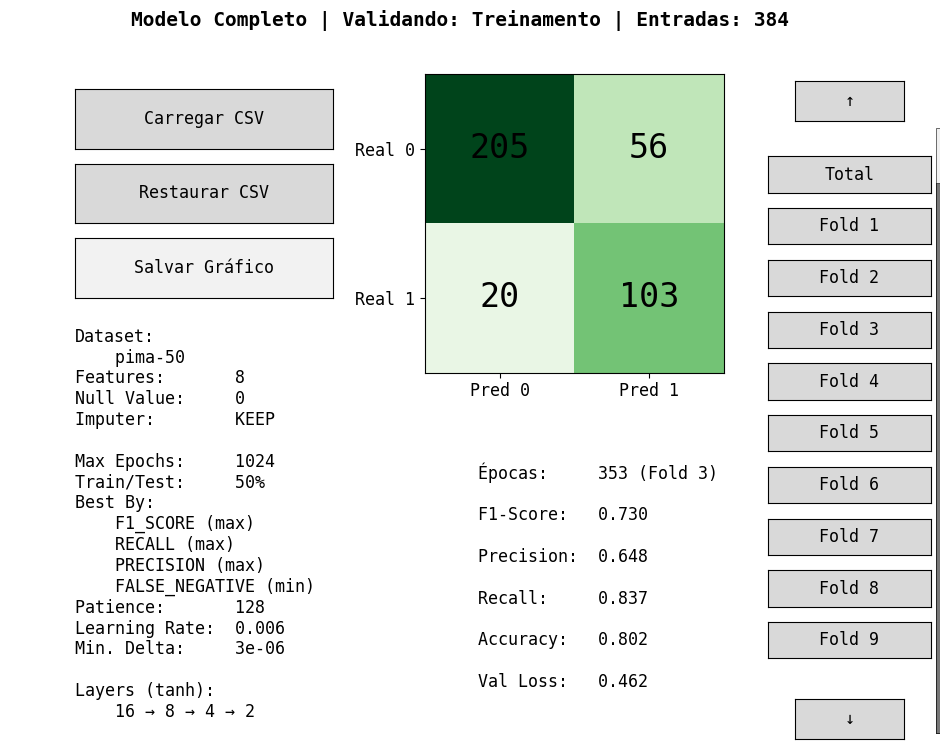 Modelo Completo | Validando: Treinamento | Entradas: 384
Carregar CSV
Restaurar CSV
Salvar Gráfico
Dataset:
    pima-50
Features:       8
Null Value:     0
Imputer:        KEEP
Max Epochs:     1024
Train/Test:     50%
Best By:
    F1_SCORE (max)
    RECALL (max)
    PRECISION (max)
    FALSE_NEGATIVE (min)
Patience:       128
Learning Rate:  0.006
Min. Delta:     3e-06
Layers (tanh):
    16 → 8 → 4 → 2
Real 0 205 56
Real 1 20 103
Pred 0 Pred 1
Épocas:     353 (Fold 3)
F1-Score:   0.730
Precision:  0.648
Recall:     0.837
Accuracy:   0.802
Val Loss:   0.462
↑
Total
Fold 1
Fold 2
Fold 3
Fold 4
Fold 5
Fold 6
Fold 7
Fold 8
Fold 9
↓